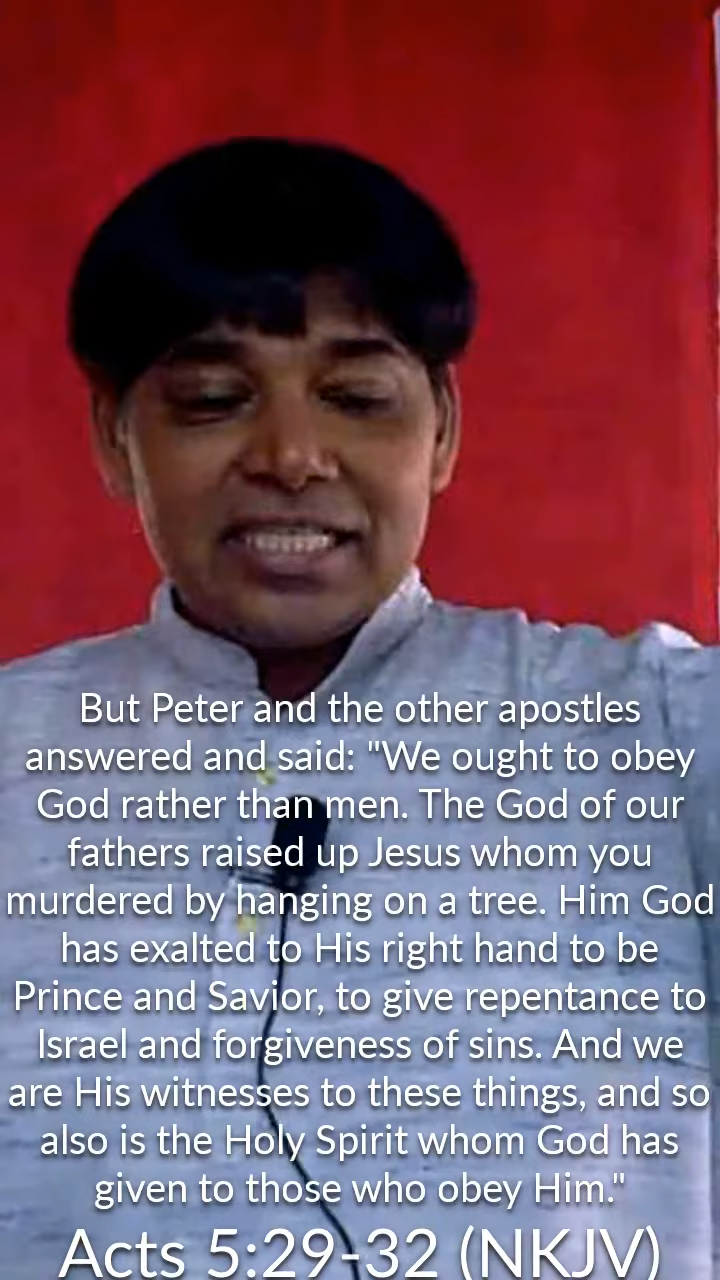 But Peter and the other apostles
answered and said: "We ought to obey
God rather than men. The God of our
fathers raised up Jesus whom you
murdered by hanging on a tree. Him God
has exalted to His right hand to be
Prince and Savior, to give repentance to
Israel and forgiveness of sins. And we
are His witnesses to these things, and so
also is the Holy Spirit whom God has
given to those who obey Him."
Acts 5:29-32 (NKJV)